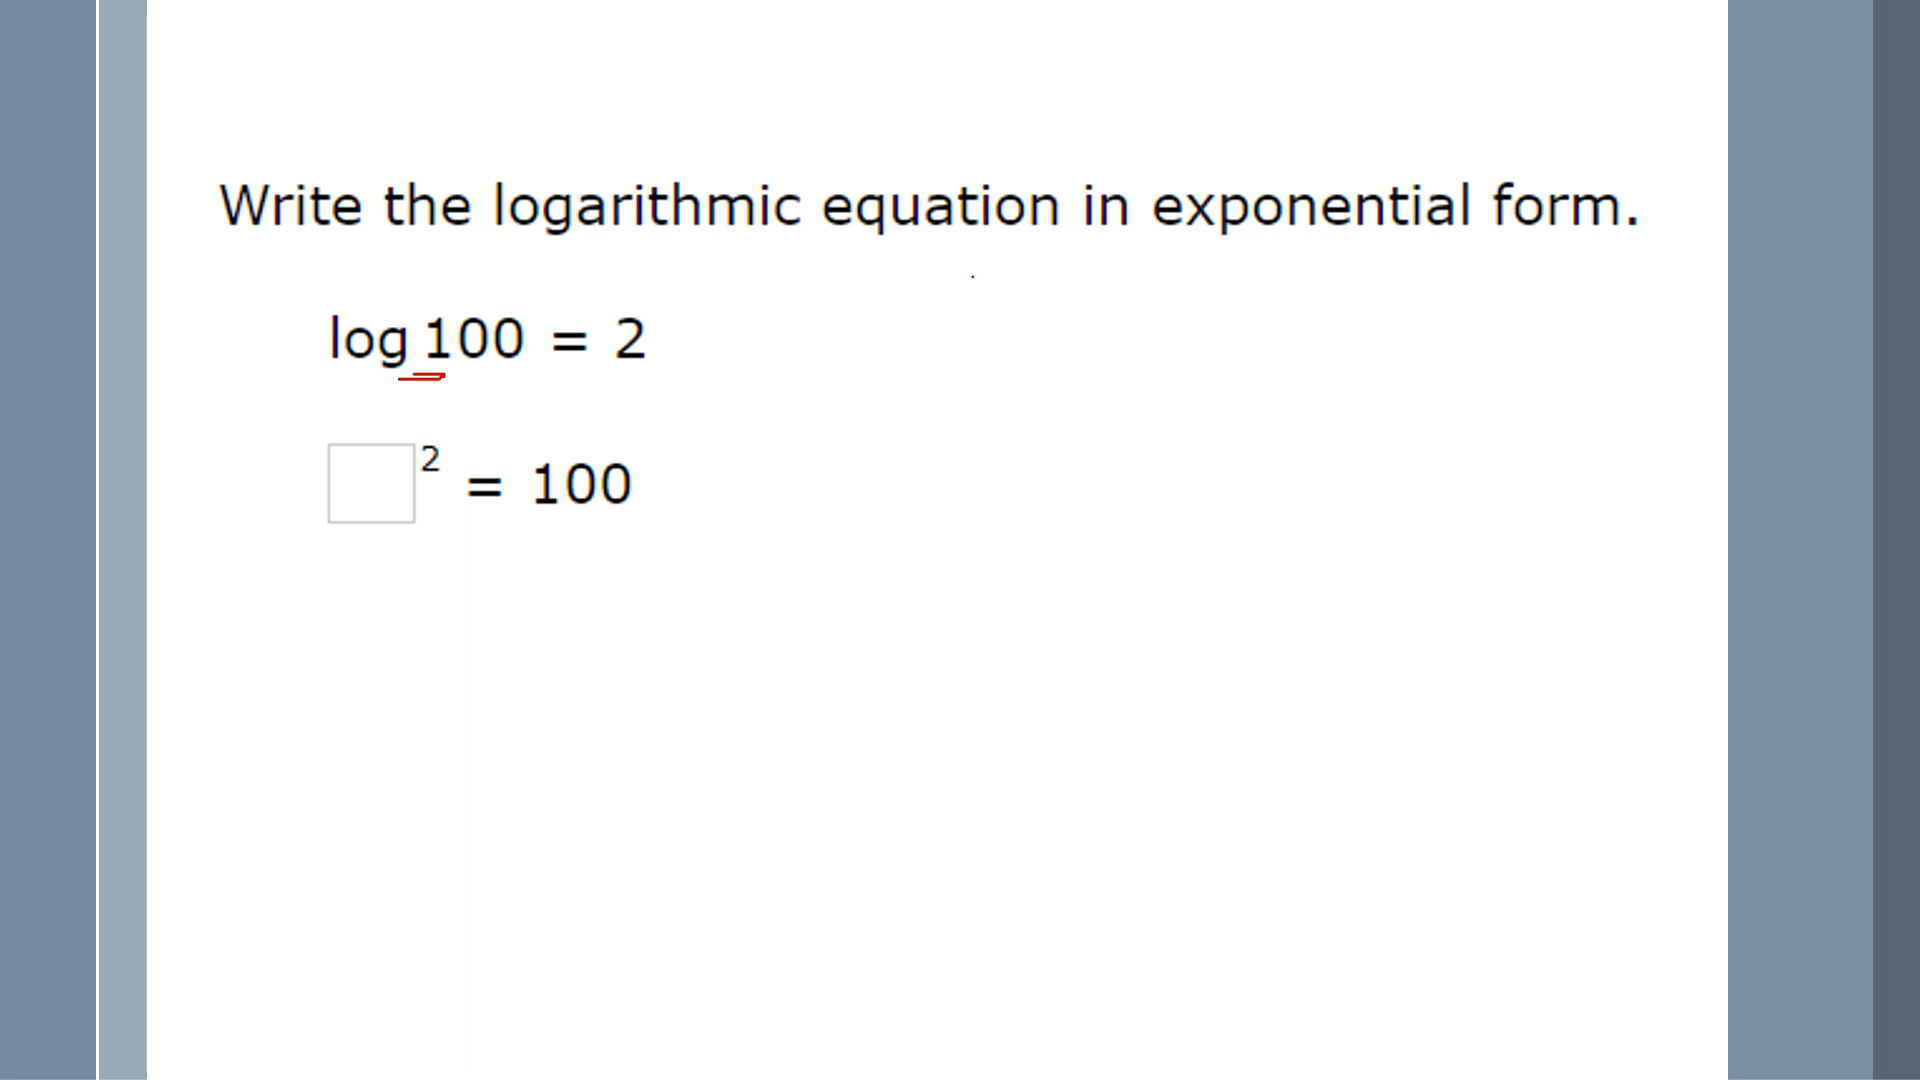 Write the logarithmic equation in exponential form.
log 100 = 2
□² = 100